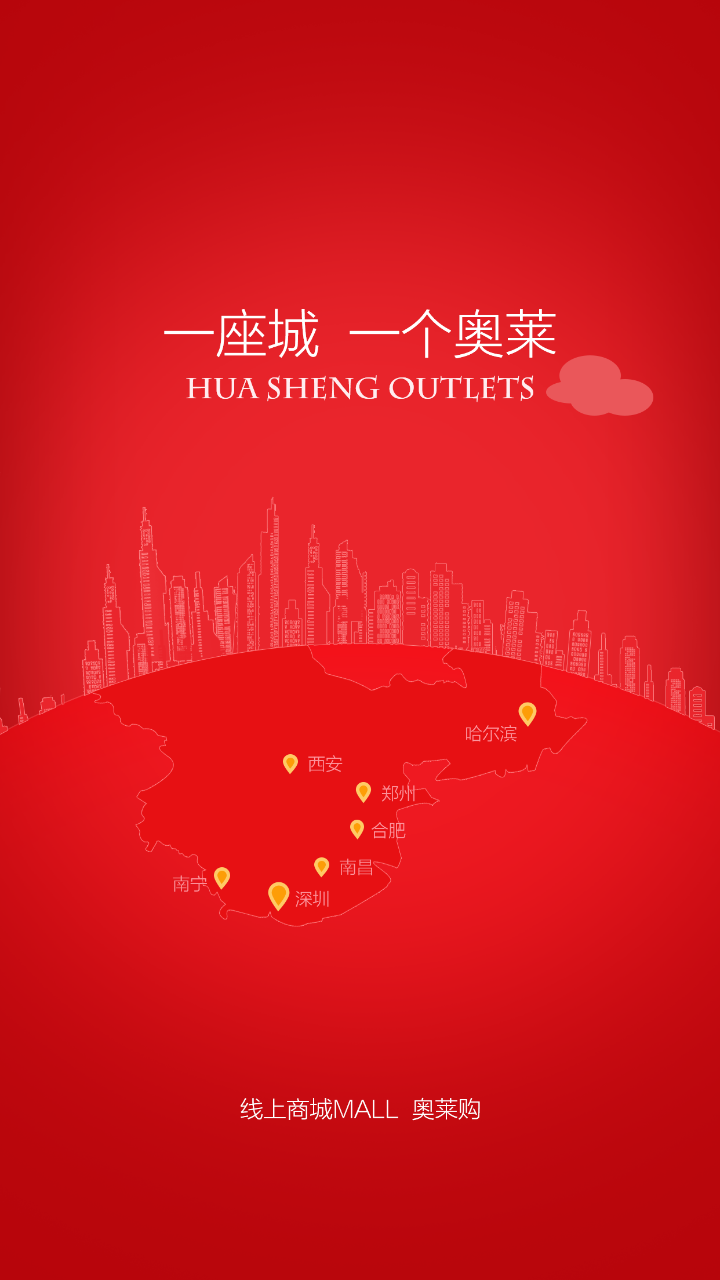 一座城 一个奥莱
HUA SHENG OUTLETS
哈尔滨
西安
郑州
合肥
南昌
南宁
深圳
线上商城MALL 奥莱购